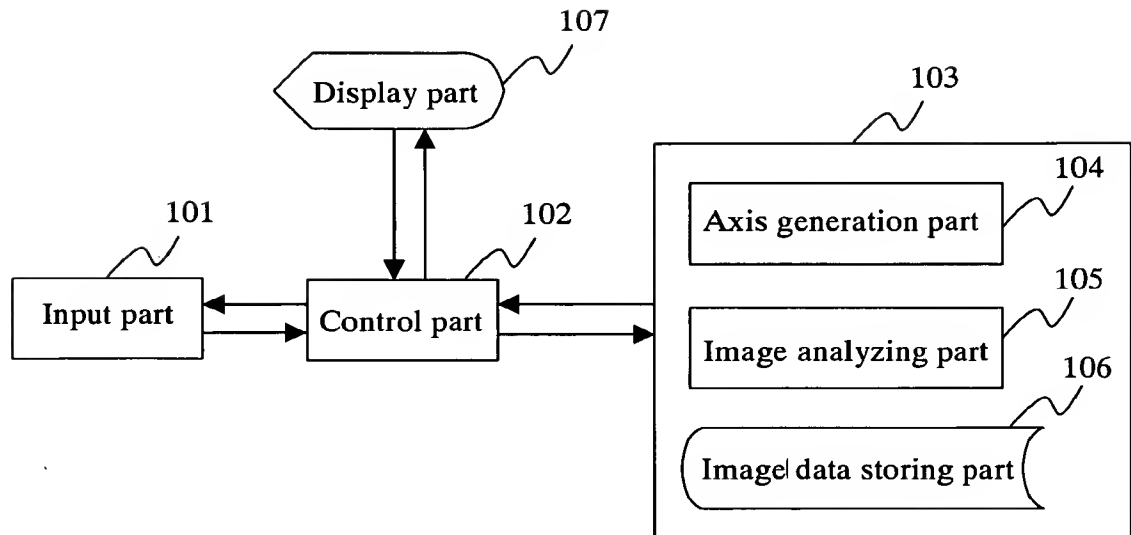 107
Display part
103
104
Axis generation part
101
102
105
Input part
Control part
Image analyzing part
106
Image data storing part